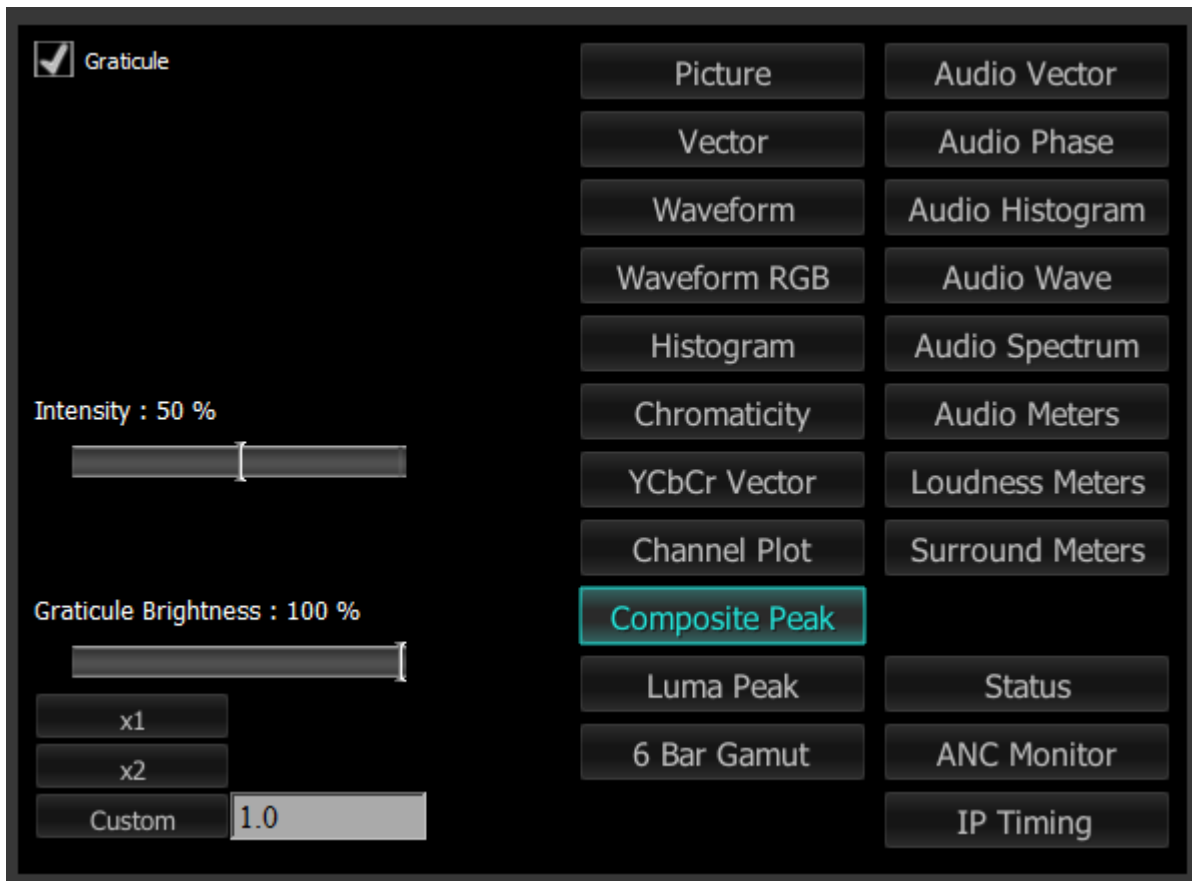 Graticule
Intensity : 50 %
Graticule Brightness : 100 %
x1
x2
Custom
1.0
Picture
Vector
Waveform
Waveform RGB
Histogram
Chromaticity
YCbCr Vector
Channel Plot
Composite Peak
Luma Peak
6 Bar Gamut
Audio Vector
Audio Phase
Audio Histogram
Audio Wave
Audio Spectrum
Audio Meters
Loudness Meters
Surround Meters
Status
ANC Monitor
IP Timing